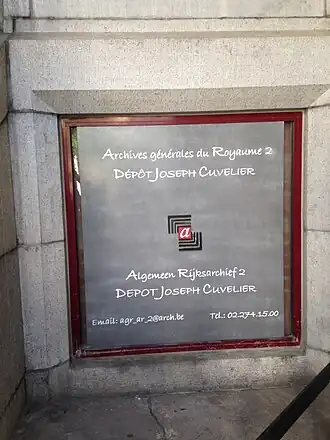 Archives générales du Royaume 2
DÉPÔT JOSEPH CUVELIER
a
Algemeen Rijksarchief 2
DEPOT JOSEPH CUVELIER
Email: agr_ar_2@arch.be Tel.: 02.274.15.00